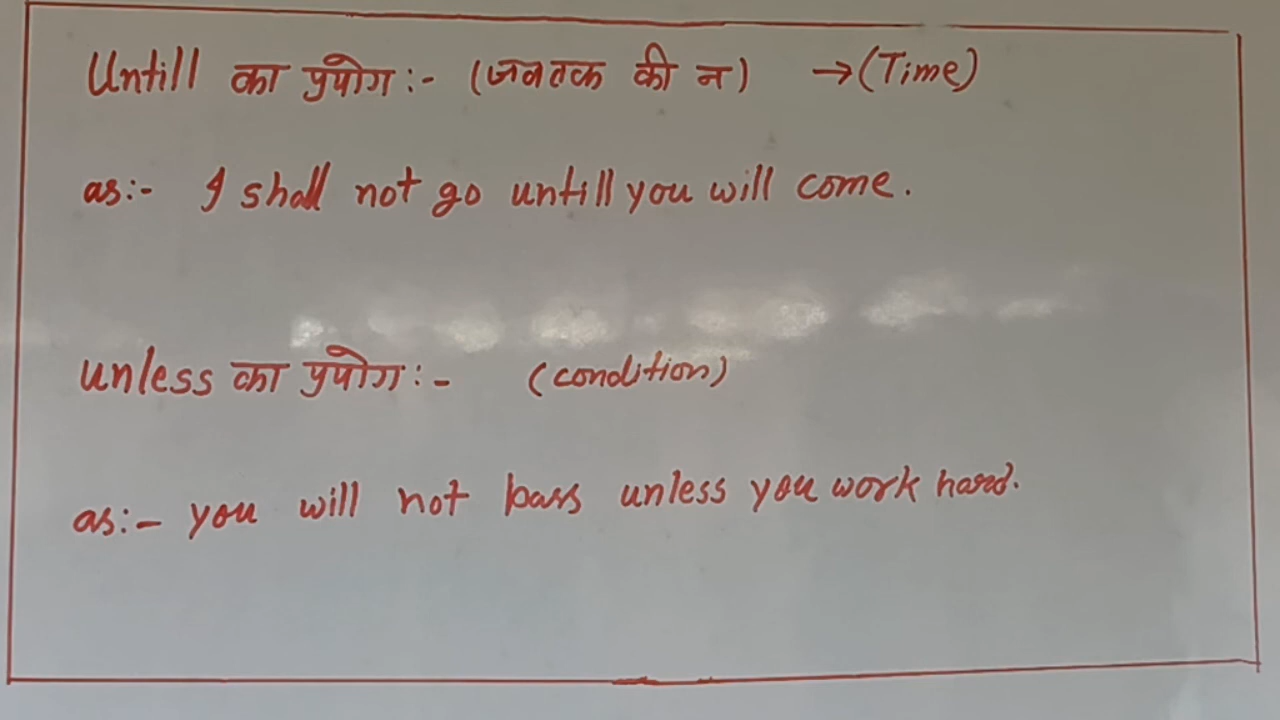 Untill का प्रयोग:- (जबतक की न) →(Time)
as:- I shall not go untill you will come.
unless का प्रयोग:- (condition)
as:- you will not pass unless you work hard.